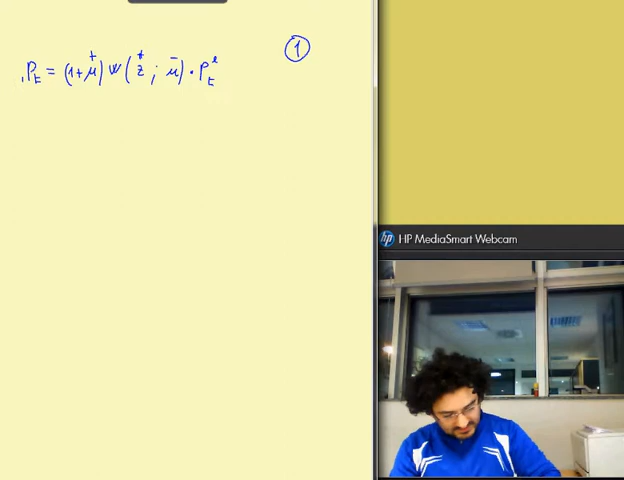 P_t = (1+μ⁺) w(z⁺; u⁻) · P_t^e
①
HP MediaSmart Webcam